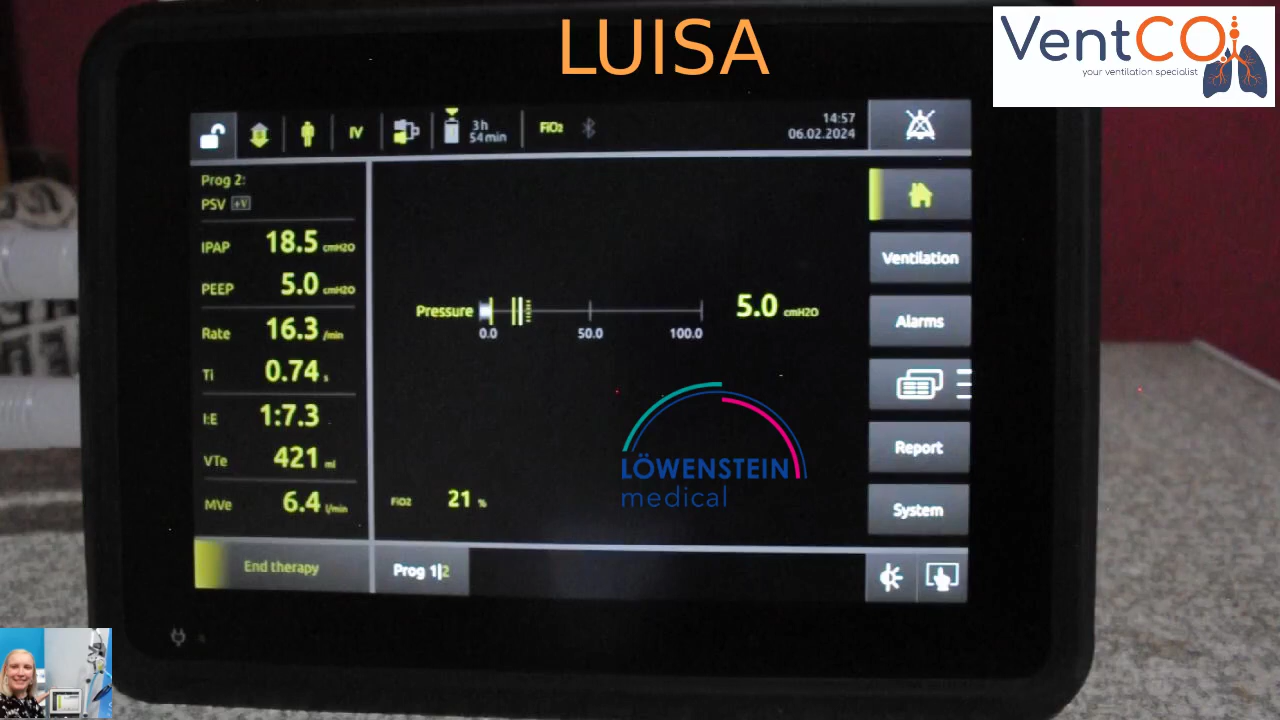 LUISA
VentCO
your ventilation specialist
IV
3h
54min
FiO2
14:57
06.02.2024
Prog 2:
PSV +V
IPAP 18.5 cmH2O
PEEP 5.0 cmH2O
Rate 16.3 /min
Ti 0.74 s
I:E 1:7.3
VTe 421 ml
MVe 6.4 l/min
Pressure 5.0 cmH2O
0.0 50.0 100.0
FiO2 21 %
LÖWENSTEIN
medical
Ventilation
Alarms
Report
System
End therapy
Prog 1|2